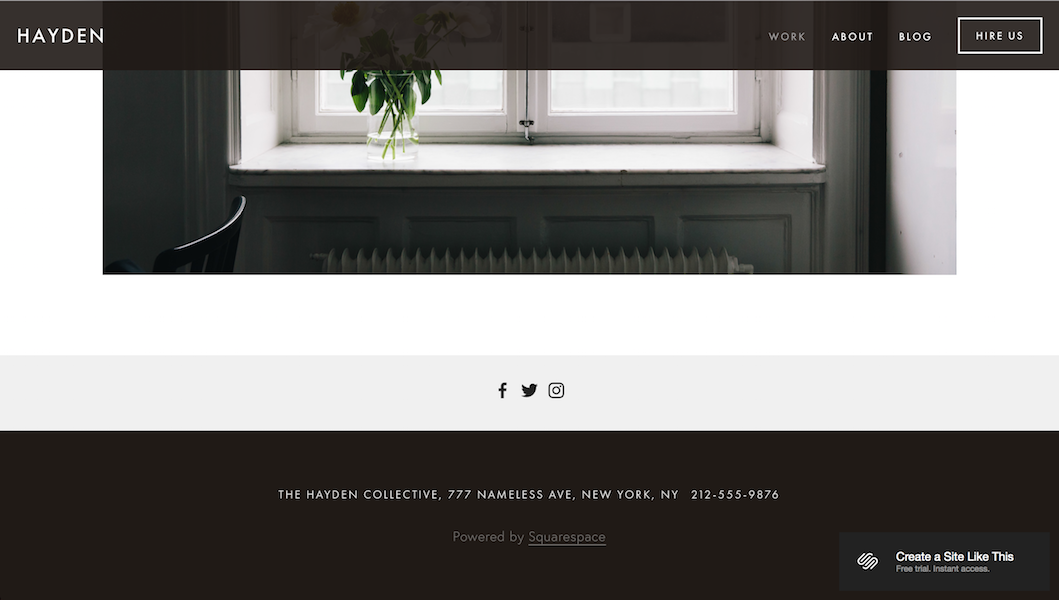 HAYDEN
WORK ABOUT BLOG HIRE US
THE HAYDEN COLLECTIVE, 777 NAMELESS AVE, NEW YORK, NY 212-555-9876
Powered by Squarespace
Create a Site Like This
Free trial. Instant access.